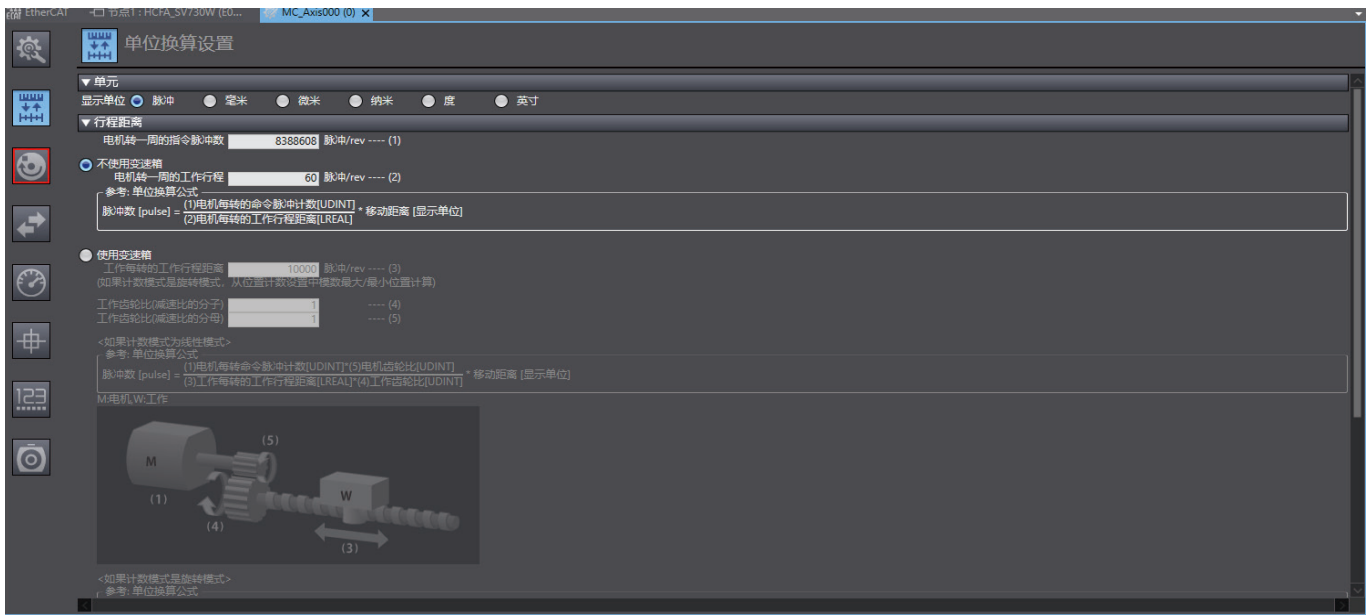 EtherCAT 节点1 : HCFA_SV730W (E0... MC_Axis000 (0) x
单位换算设置
▼单元
显示单位 脉冲 毫米 微米 纳米 度 英寸
▼行程距离
电机转一周的指令脉冲数 8388608 脉冲/rev ---- (1)
不使用变速箱
电机转一周的工作行程 60 脉冲/rev ---- (2)
参考: 单位换算公式
(1)电机每转的命令脉冲计数[UDINT]
脉冲数 [pulse] = * 移动距离 [显示单位]
(2)电机每转的工作行程距离[LREAL]
使用变速箱
工作每转的工作行程距离 10000 脉冲/rev ---- (3)
(如果计数模式是旋转模式，从位置计数设置中模数最大/最小位置计算)
工作齿轮比(减速比的分子) 1 ---- (4)
工作齿轮比(减速比的分母) 1 ---- (5)
<如果计数模式为线性模式>
参考: 单位换算公式
(1)电机每转命令脉冲计数[UDINT]*(5)电机齿轮比[UDINT]
脉冲数 [pulse] = * 移动距离 [显示单位]
(3)工作每转的工作行程距离[LREAL]*(4)工作齿轮比[UDINT]
M:电机,W:工作
(5)
M
W
(1)
(4)
(3)
<如果计数模式是旋转模式>
参考: 单位换算公式
123